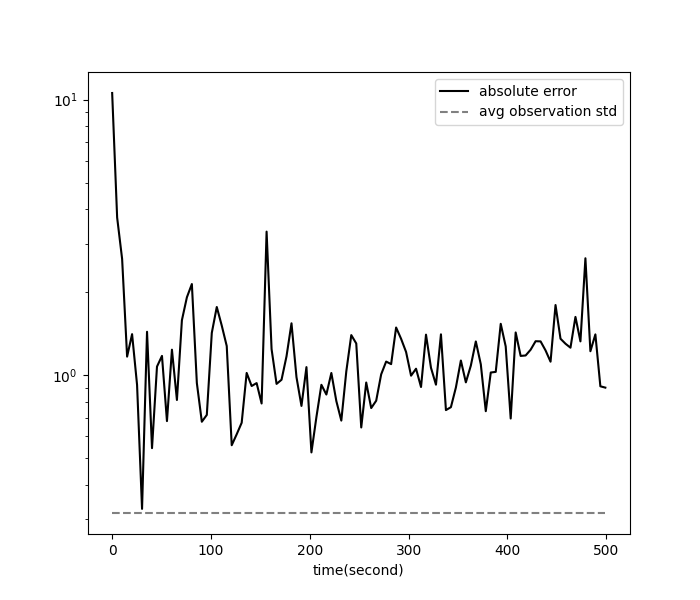 absolute error
avg observation std
10¹
10⁰
0 100 200 300 400 500
time(second)